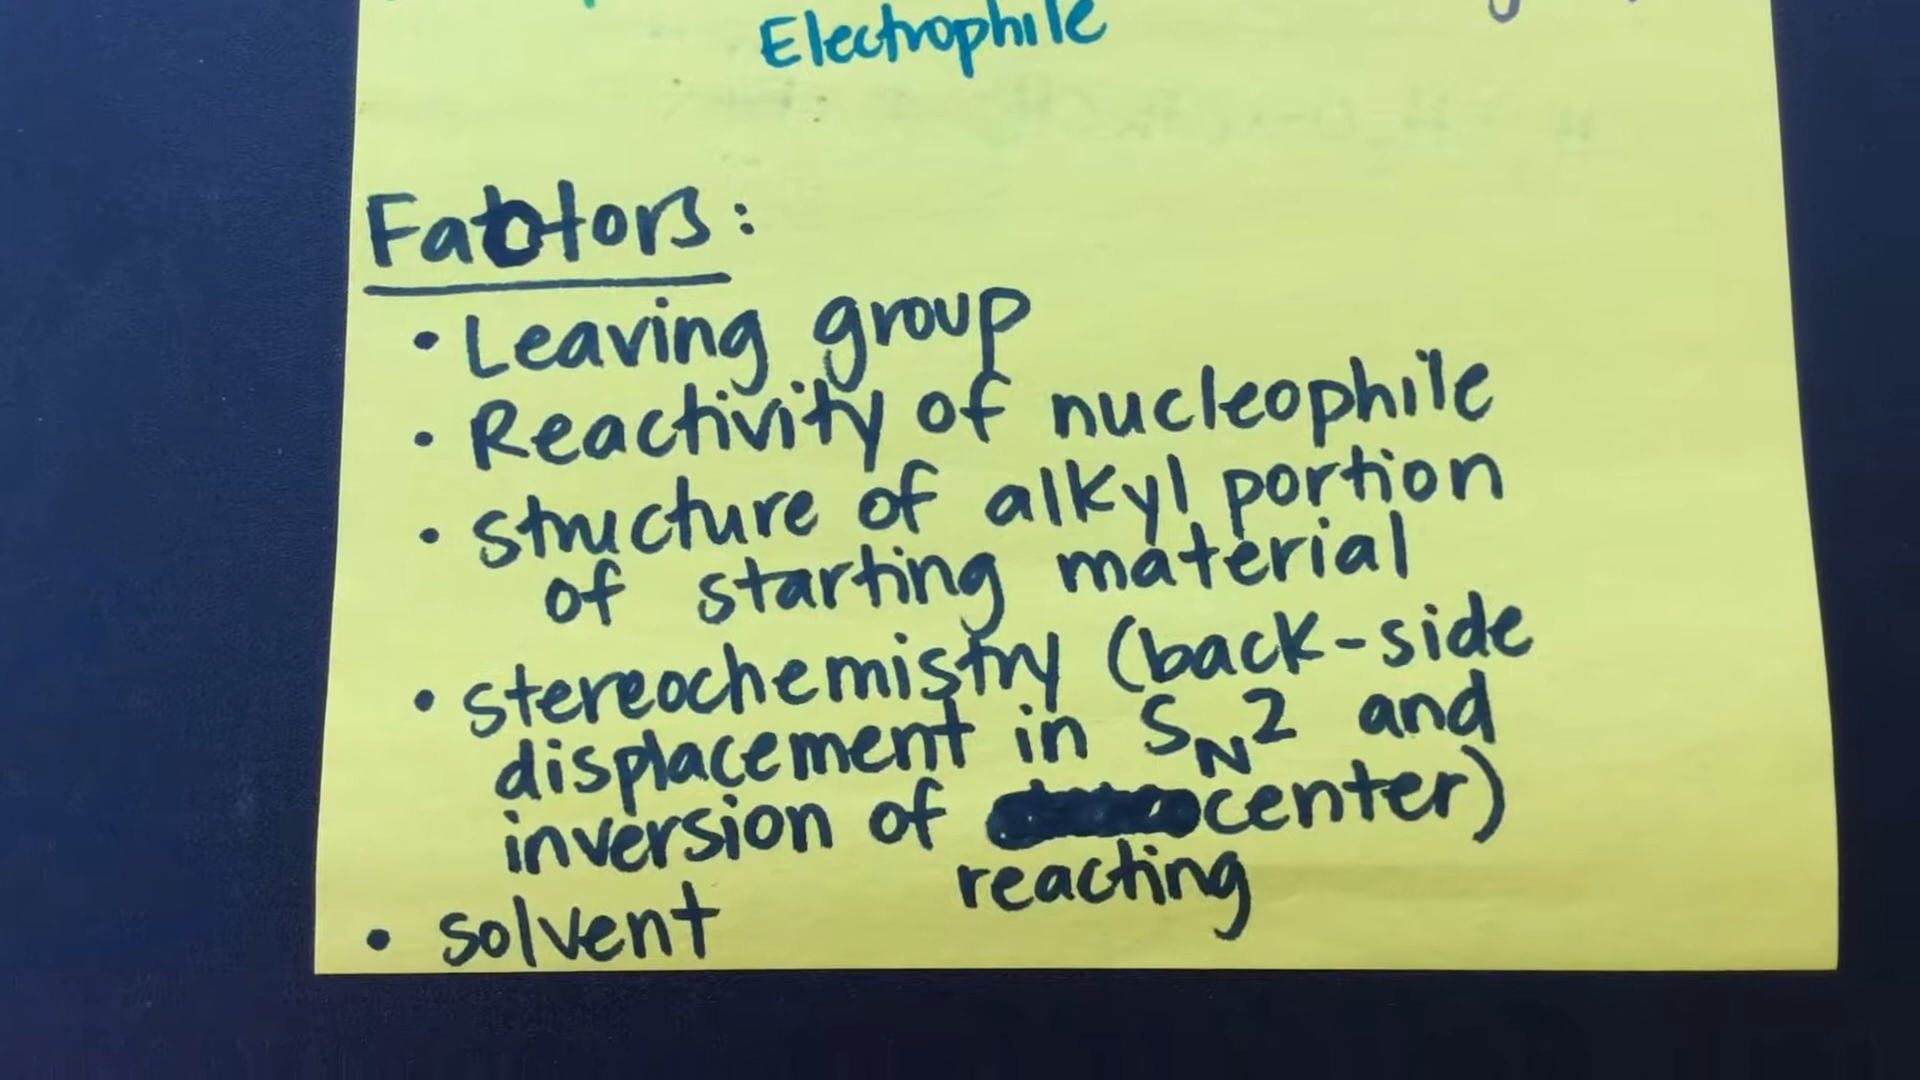 Electrophile
Factors:
• Leaving group
• Reactivity of nucleophile
• structure of alkyl portion
of starting material
• stereochemistry (back-side
displacement in SN2 and
inversion of center)
reacting
• solvent